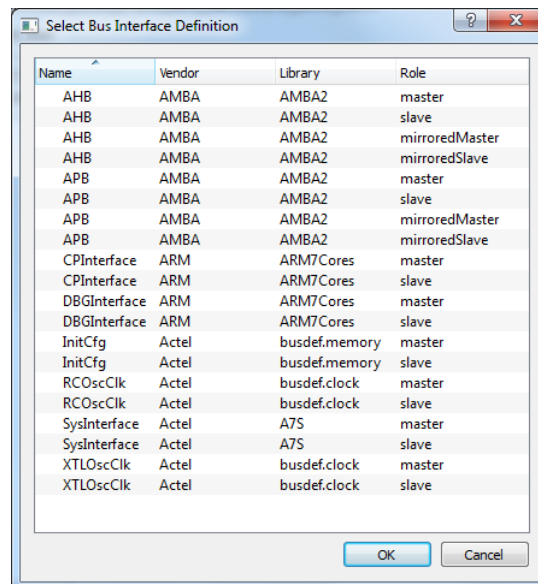 Select Bus Interface Definition
Name Vendor Library Role
AHB AMBA AMBA2 master
AHB AMBA AMBA2 slave
AHB AMBA AMBA2 mirroredMaster
AHB AMBA AMBA2 mirroredSlave
APB AMBA AMBA2 master
APB AMBA AMBA2 slave
APB AMBA AMBA2 mirroredMaster
APB AMBA AMBA2 mirroredSlave
CPInterface ARM ARM7Cores master
CPInterface ARM ARM7Cores slave
DBGInterface ARM ARM7Cores master
DBGInterface ARM ARM7Cores slave
InitCfg Actel busdef.memory master
InitCfg Actel busdef.memory slave
RCOscClk Actel busdef.clock master
RCOscClk Actel busdef.clock slave
SysInterface Actel A7S master
SysInterface Actel A7S slave
XTLOscClk Actel busdef.clock master
XTLOscClk Actel busdef.clock slave
OK Cancel